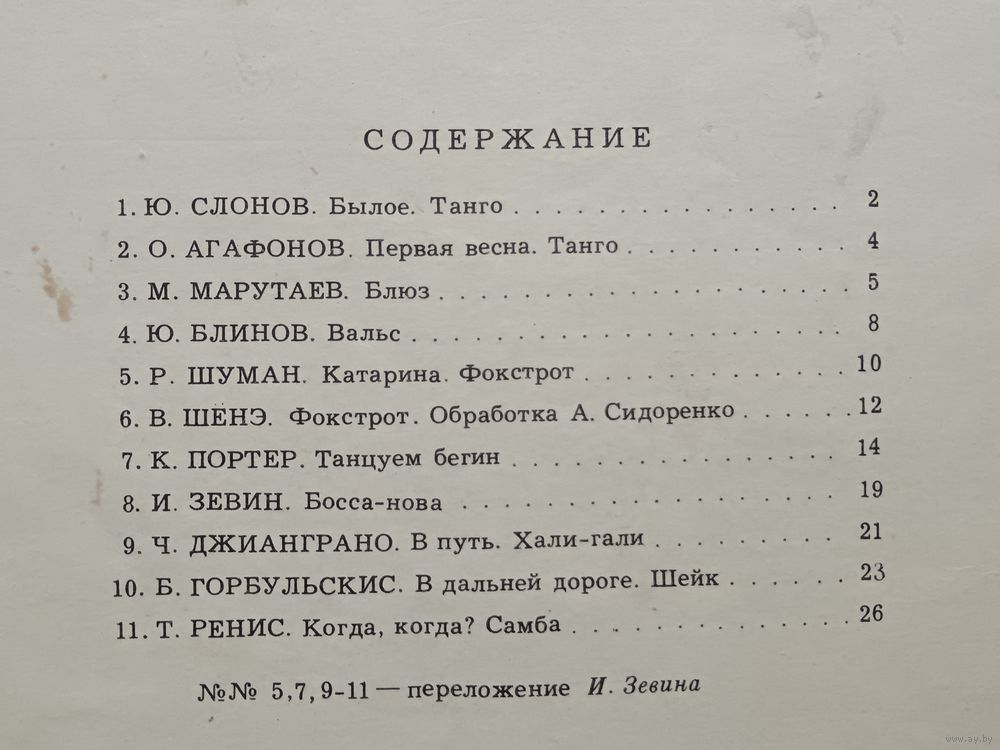 СОДЕРЖАНИЕ
1. Ю. СЛОНОВ. Былое. Танго . . . . . . . . . . . . . . . . 2
2. О. АГАФОНОВ. Первая весна. Танго . . . . . . . . . . . 4
3. М. МАРУТАЕВ. Блюз . . . . . . . . . . . . . . . . . . . 5
4. Ю. БЛИНОВ. Вальс . . . . . . . . . . . . . . . . . . . . 8
5. Р. ШУМАН. Катарина. Фокстрот . . . . . . . . . . . . . 10
6. В. ШЕНЭ. Фокстрот. Обработка А. Сидоренко . . . . . . 12
7. К. ПОРТЕР. Танцуем бегин . . . . . . . . . . . . . . . 14
8. И. ЗЕВИН. Босса-нова . . . . . . . . . . . . . . . . . 19
9. Ч. ДЖИАНГРАНО. В путь. Хали-гали . . . . . . . . . . 21
10. Б. ГОРБУЛЬСКИС. В дальней дороге. Шейк . . . . . . 23
11. Т. РЕНИС. Когда, когда? Самба . . . . . . . . . . . . . 26
№№ 5,7,9-11 — переложение И. Зевина
www.ay.by